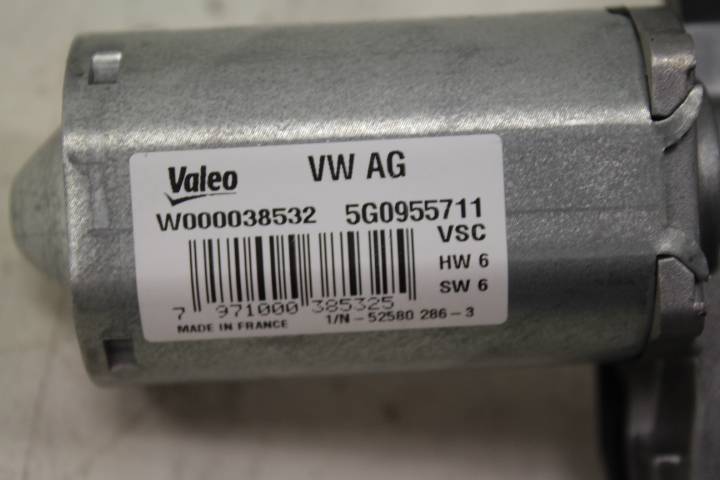 Valeo VW AG
W000038532 5G0955711
VSC
HW 6
SW 6
7 971000 385325
MADE IN FRANCE 1/N-52580 286-3